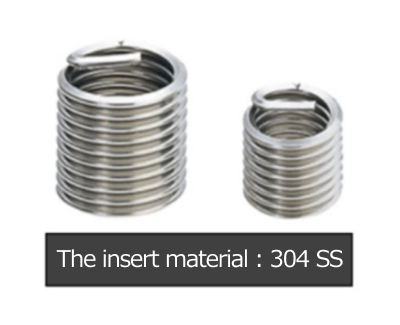 The insert material : 304 SS